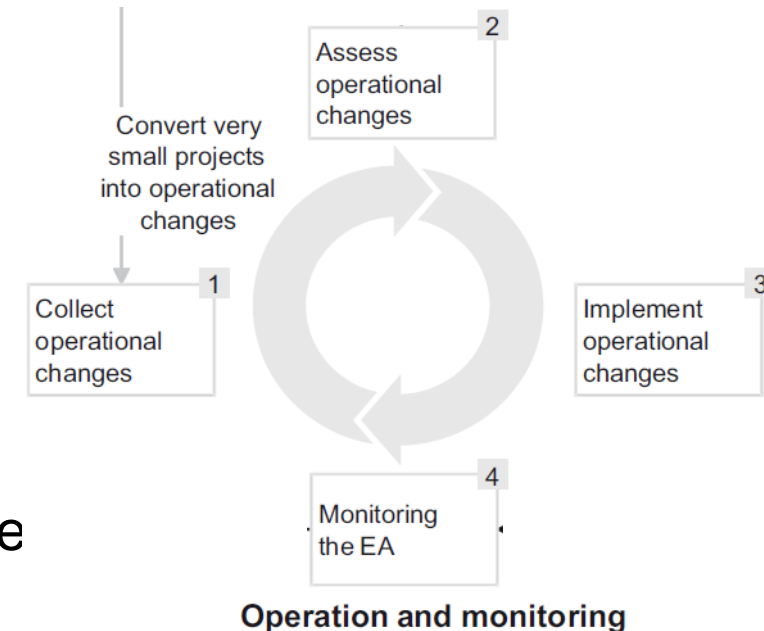 2
Assess
operational
changes
Convert very
small projects
into operational
changes
1
Collect
operational
changes
3
Implement
operational
changes
4
Monitoring
the EA
e
Operation and monitoring